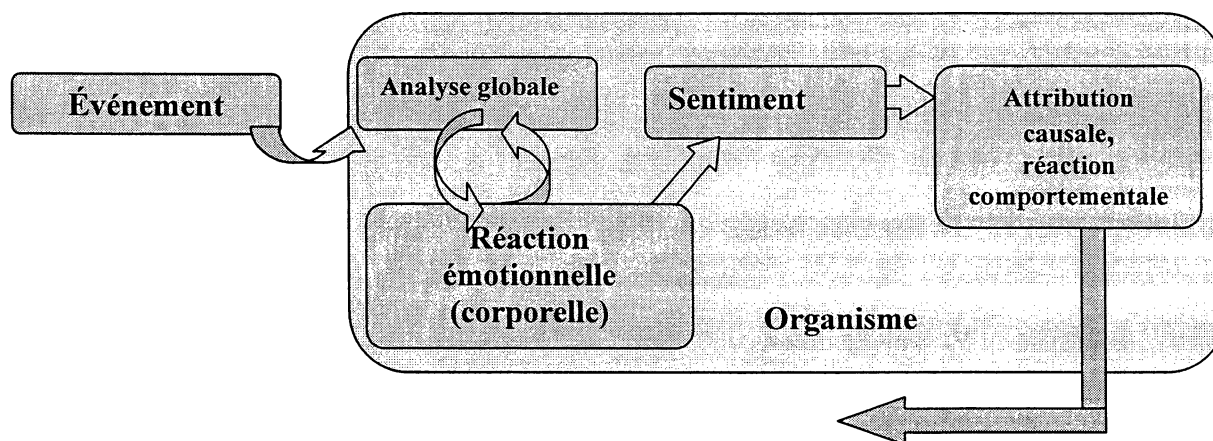 Événement
Analyse globale
Réaction
émotionnelle
(corporelle)
Sentiment
Attribution
causale,
réaction
comportementale
Organisme